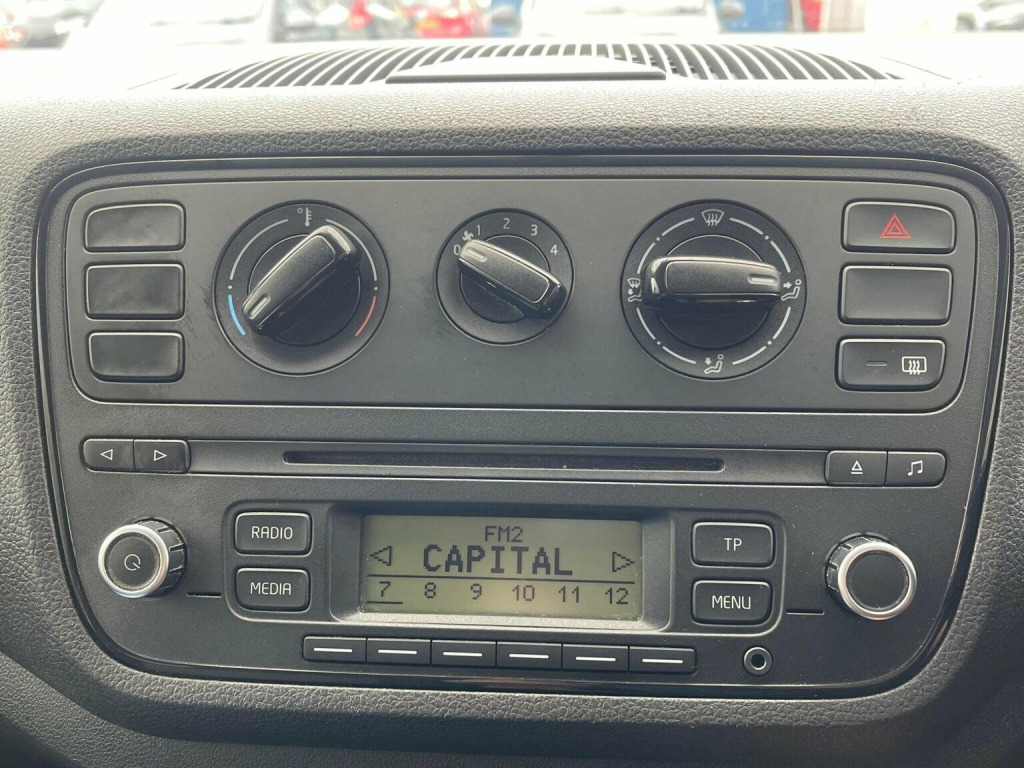 0 1 2 3 4
RADIO
MEDIA
FM2
CAPITAL
7 8 9 10 11 12
TP
MENU